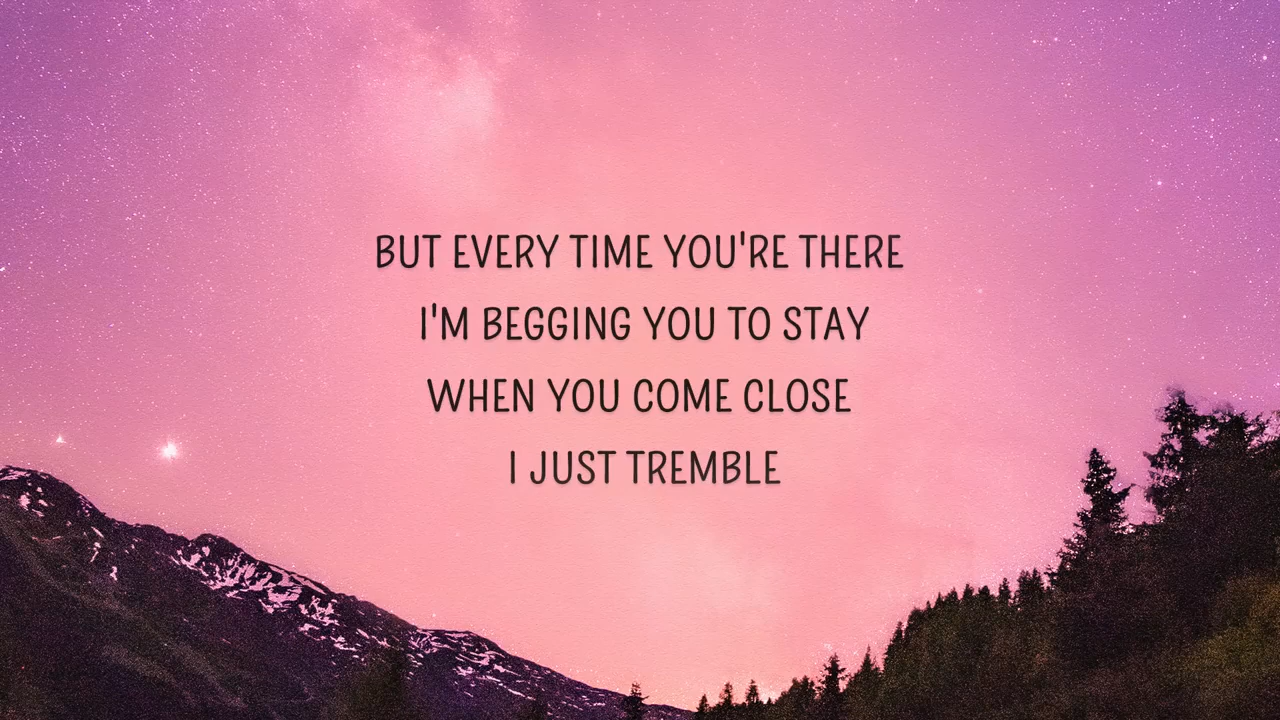 BUT EVERY TIME YOU'RE THERE
I'M BEGGING YOU TO STAY
WHEN YOU COME CLOSE
I JUST TREMBLE